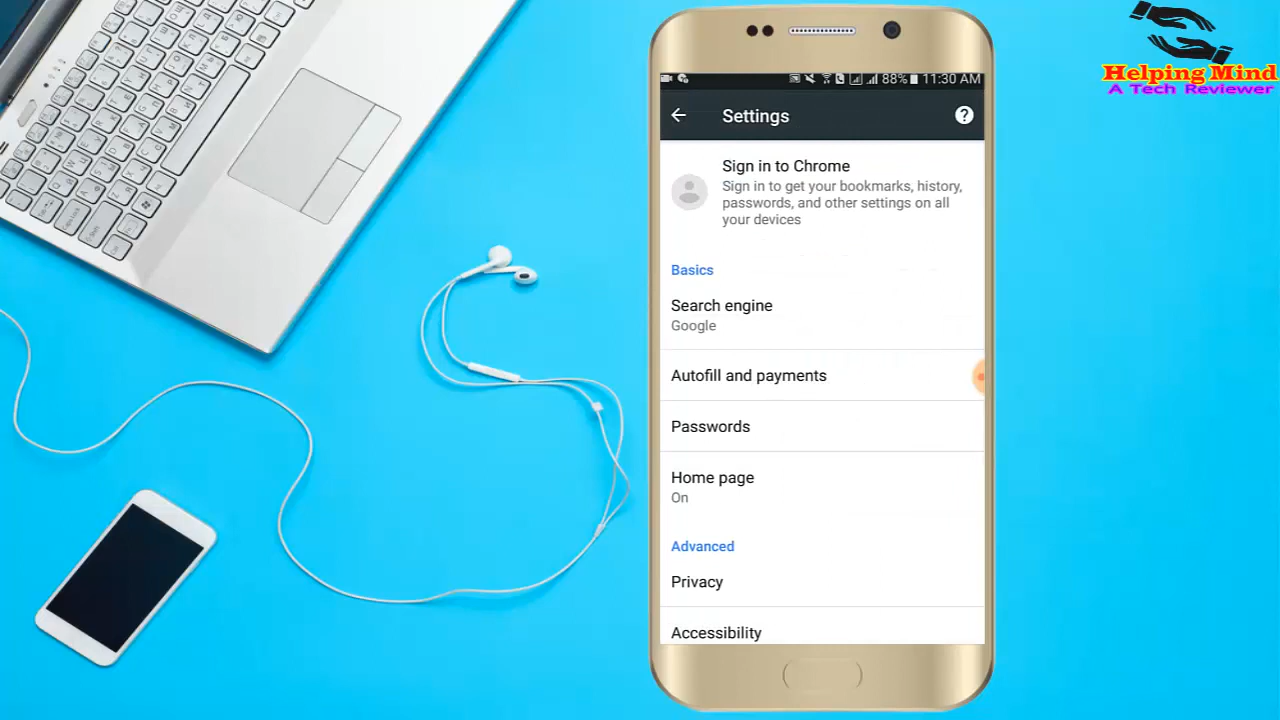 Helping Mind
A Tech Reviewer
88% 11:30 AM
Settings
Sign in to Chrome
Sign in to get your bookmarks, history,
passwords, and other settings on all
your devices
Basics
Search engine
Google
Autofill and payments
Passwords
Home page
On
Advanced
Privacy
Accessibility